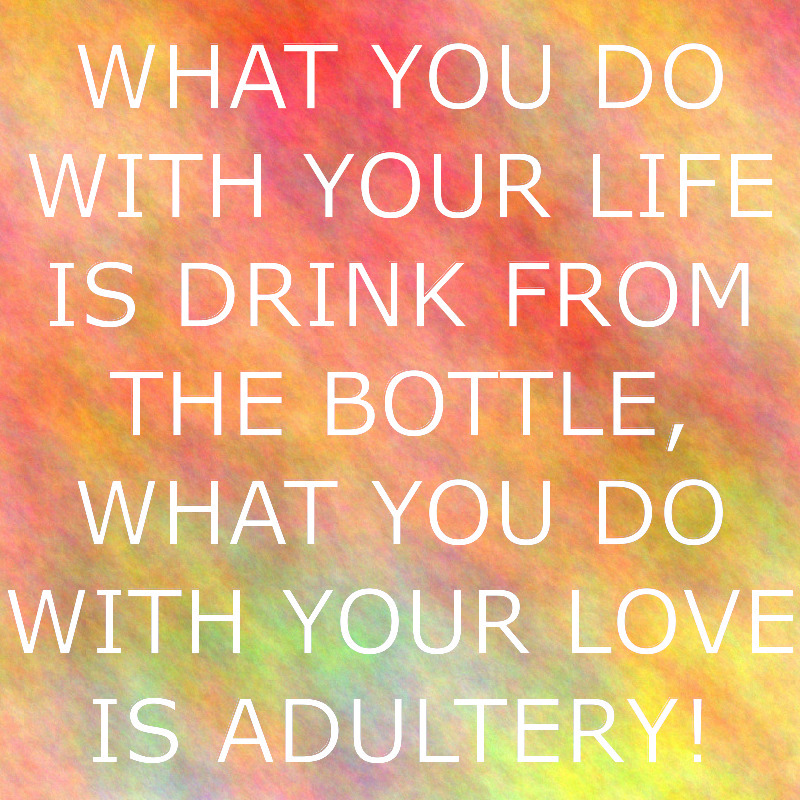 WHAT YOU DO
WITH YOUR LIFE
IS DRINK FROM
THE BOTTLE,
WHAT YOU DO
WITH YOUR LOVE
IS ADULTERY!